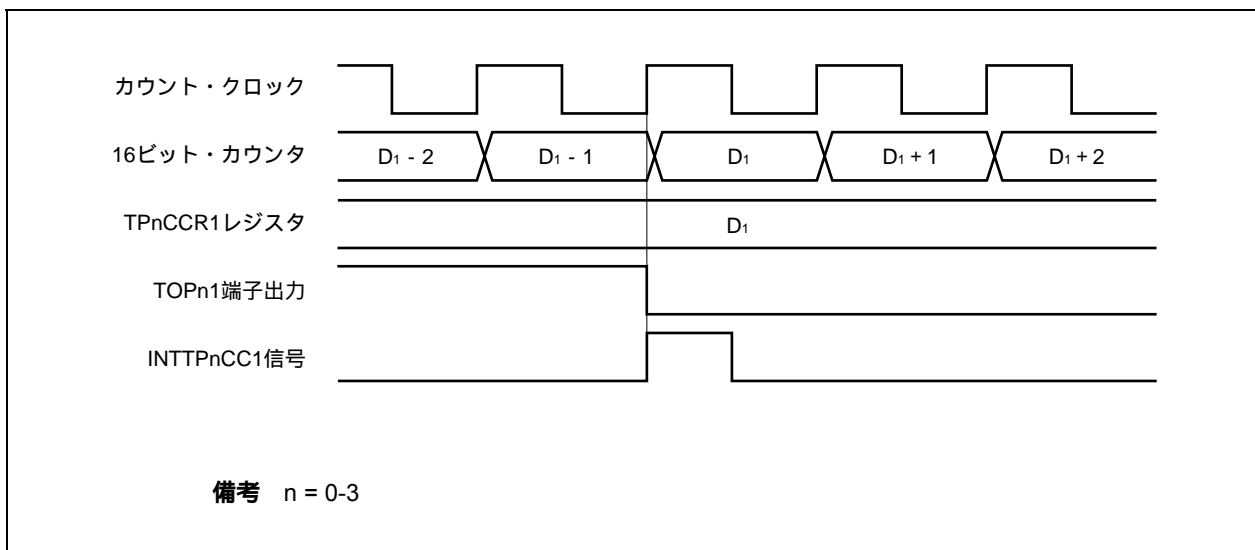 カウント・クロック
16ビット・カウンタ D₁ - 2 D₁ - 1 D₁ D₁ + 1 D₁ + 2
TPnCCR1レジスタ D₁
TOPn1端子出力
INTTPnCC1信号
備考 n = 0-3